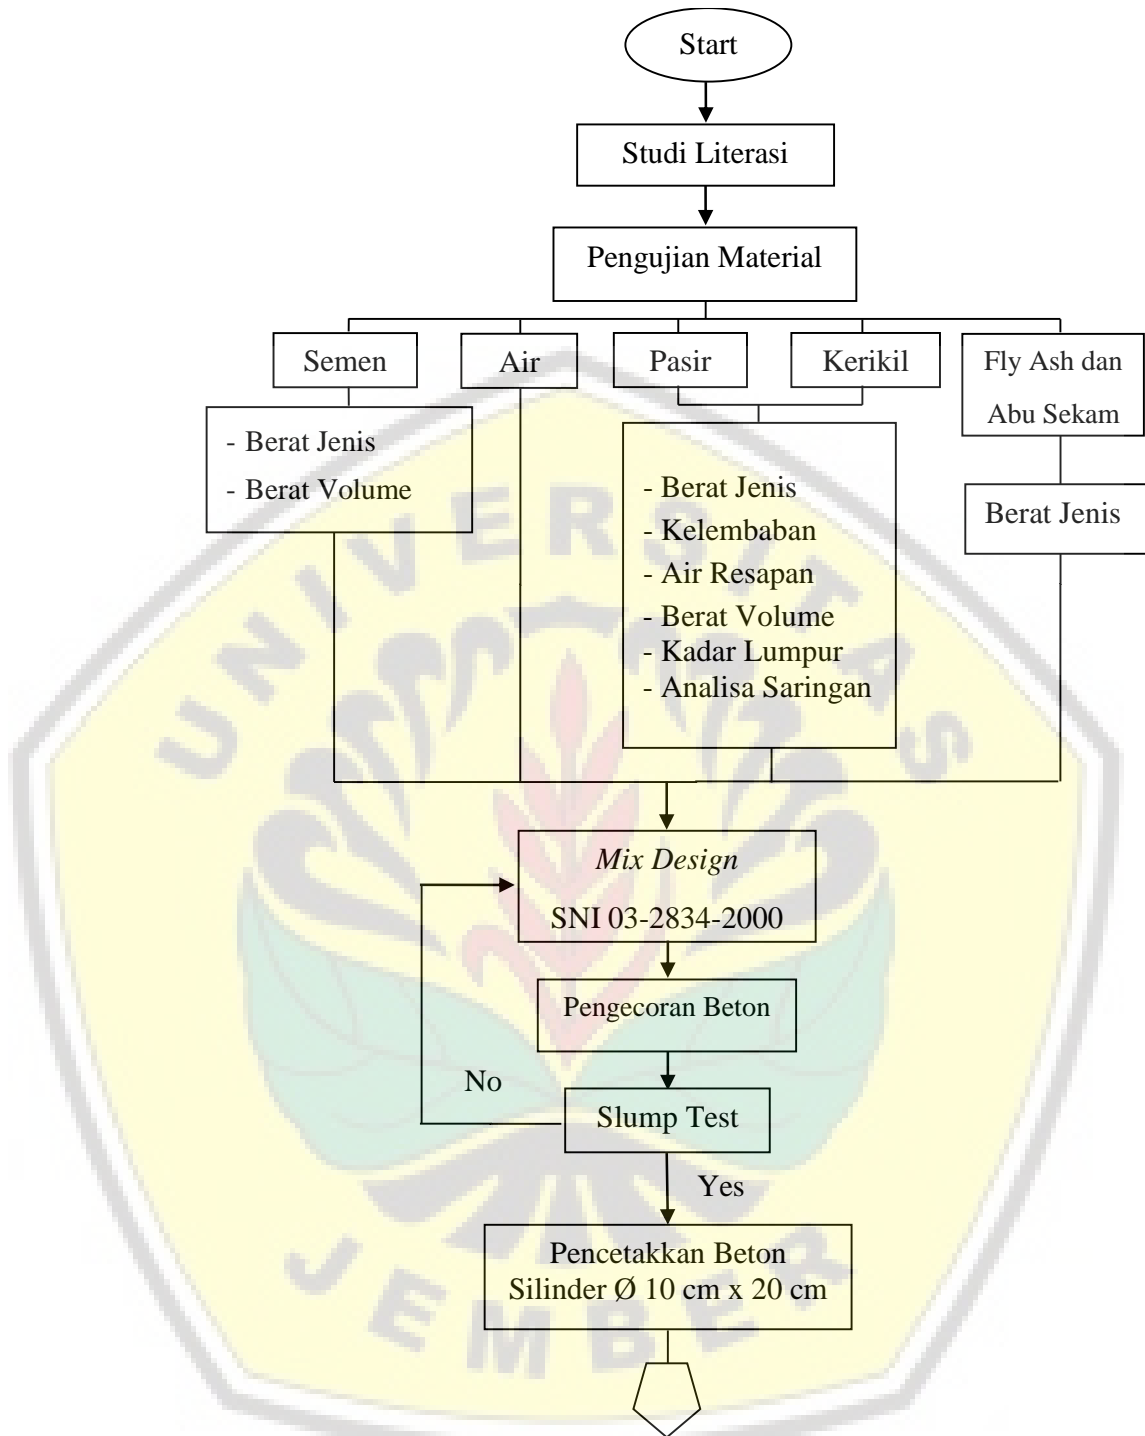 Start
Studi Literasi
Pengujian Material
Semen
Air
Pasir
Kerikil
Fly Ash dan
Abu Sekam
- Berat Jenis
- Berat Volume
- Berat Jenis
- Kelembaban
- Air Resapan
- Berat Volume
- Kadar Lumpur
- Analisa Saringan
Berat Jenis
Mix Design
SNI 03-2834-2000
Pengecoran Beton
No
Slump Test
Yes
Pencetakkan Beton
Silinder Ø 10 cm x 20 cm
UNIVERSITAS
JEMBER